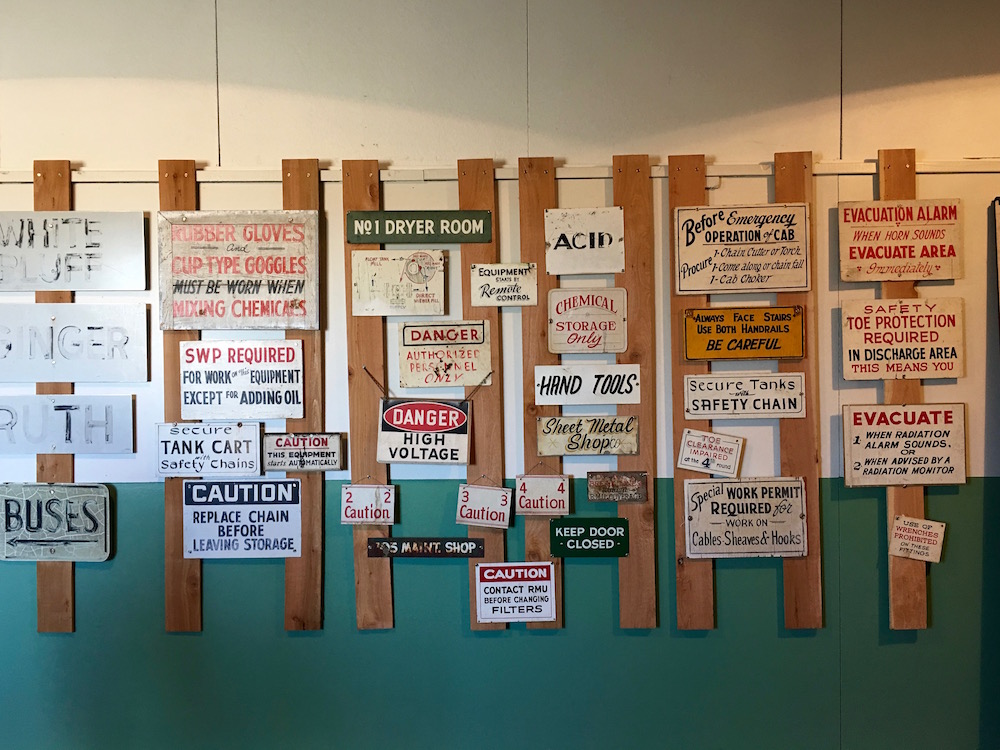 WHITE
BLUFF
GINGER
RUTH
BUSES
RUBBER GLOVES
and
CUP-TYPE GOGGLES
MUST BE WORN WHEN
MIXING CHEMICALS
SWP REQUIRED
FOR WORK on this EQUIPMENT
EXCEPT FOR ADDING OIL
Secure
TANK CART
with
Safety Chains
CAUTION
THIS EQUIPMENT
starts AUTOMATICALLY
CAUTION
REPLACE CHAIN
BEFORE
LEAVING STORAGE.
No 1 DRYER ROOM
EQUIPMENT
STARTS BY
Remote
CONTROL
DANGER
AUTHORIZED
PERSONNEL
ONLY
DANGER
HIGH
VOLTAGE
2 2
Caution
3 3
Caution
4 4
Caution
MAINT. SHOP
CAUTION
CONTACT RMU
BEFORE CHANGING
FILTERS
ACID
CHEMICAL
STORAGE
Only
·HAND TOOLS·
Sheet Metal
Shop
KEEP DOOR
CLOSED
Before Emergency
OPERATION of CAB
Procure
1-Chain Cutter or Torch
1-Come along or chain fall
1-Cab Choker
Always Face Stairs
Use Both Handrails
BE CAREFUL
Secure Tanks
with
SAFETY CHAIN
TOE
CLEARANCE
IMPAIRED
at the 4th round
Special WORK PERMIT
REQUIRED for
WORK ON
Cables-Sheaves & Hooks
EVACUATION ALARM
WHEN HORN SOUNDS
EVACUATE AREA
Immediately
SAFETY
TOE PROTECTION
REQUIRED
IN DISCHARGE AREA
THIS MEANS YOU
EVACUATE
1 WHEN RADIATION
ALARM SOUNDS,
OR
2 WHEN ADVISED BY A
RADIATION MONITOR
USE OF
WRENCHES
PROHIBITED
ON THESE
FITTINGS